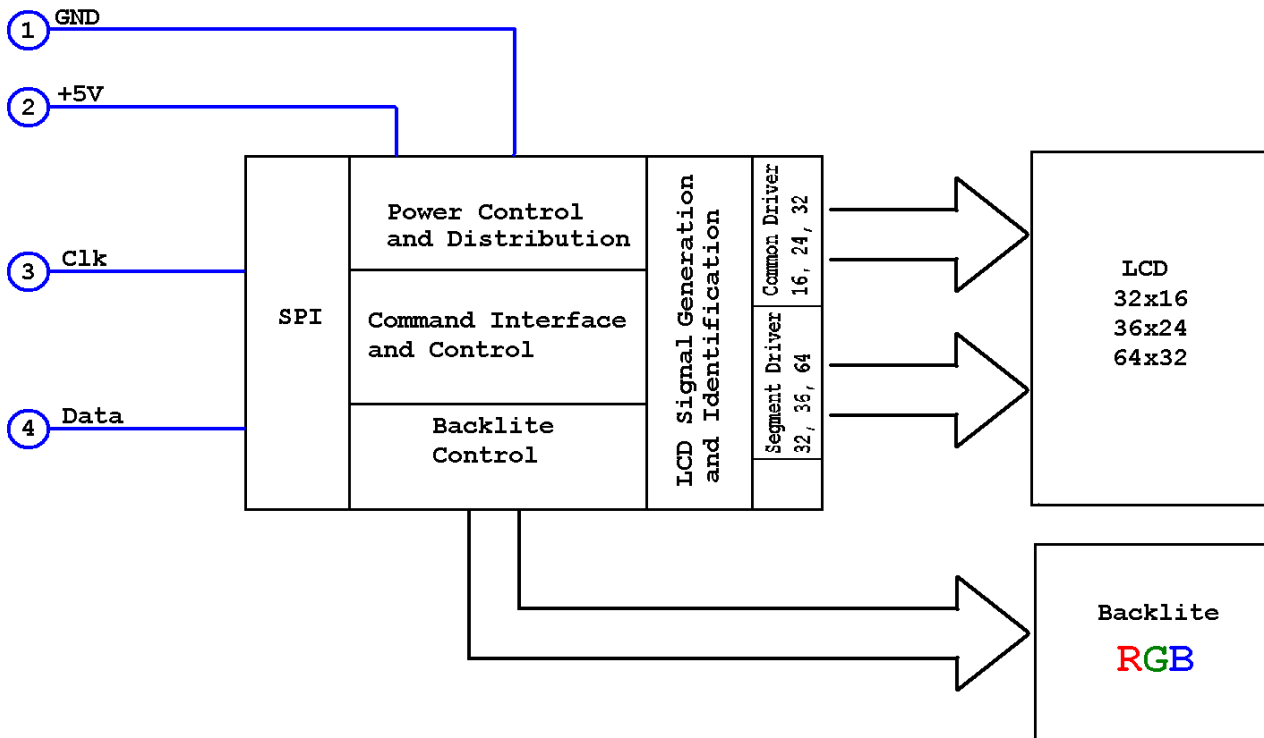 1 GND
2 +5V
3 Clk
4 Data
SPI
Power Control
and Distribution
Command Interface
and Control
Backlite
Control
LCD Signal Generation
and Identification
Common Driver
16, 24, 32
Segment Driver
32, 36, 64
LCD
32x16
36x24
64x32
Backlite
RGB